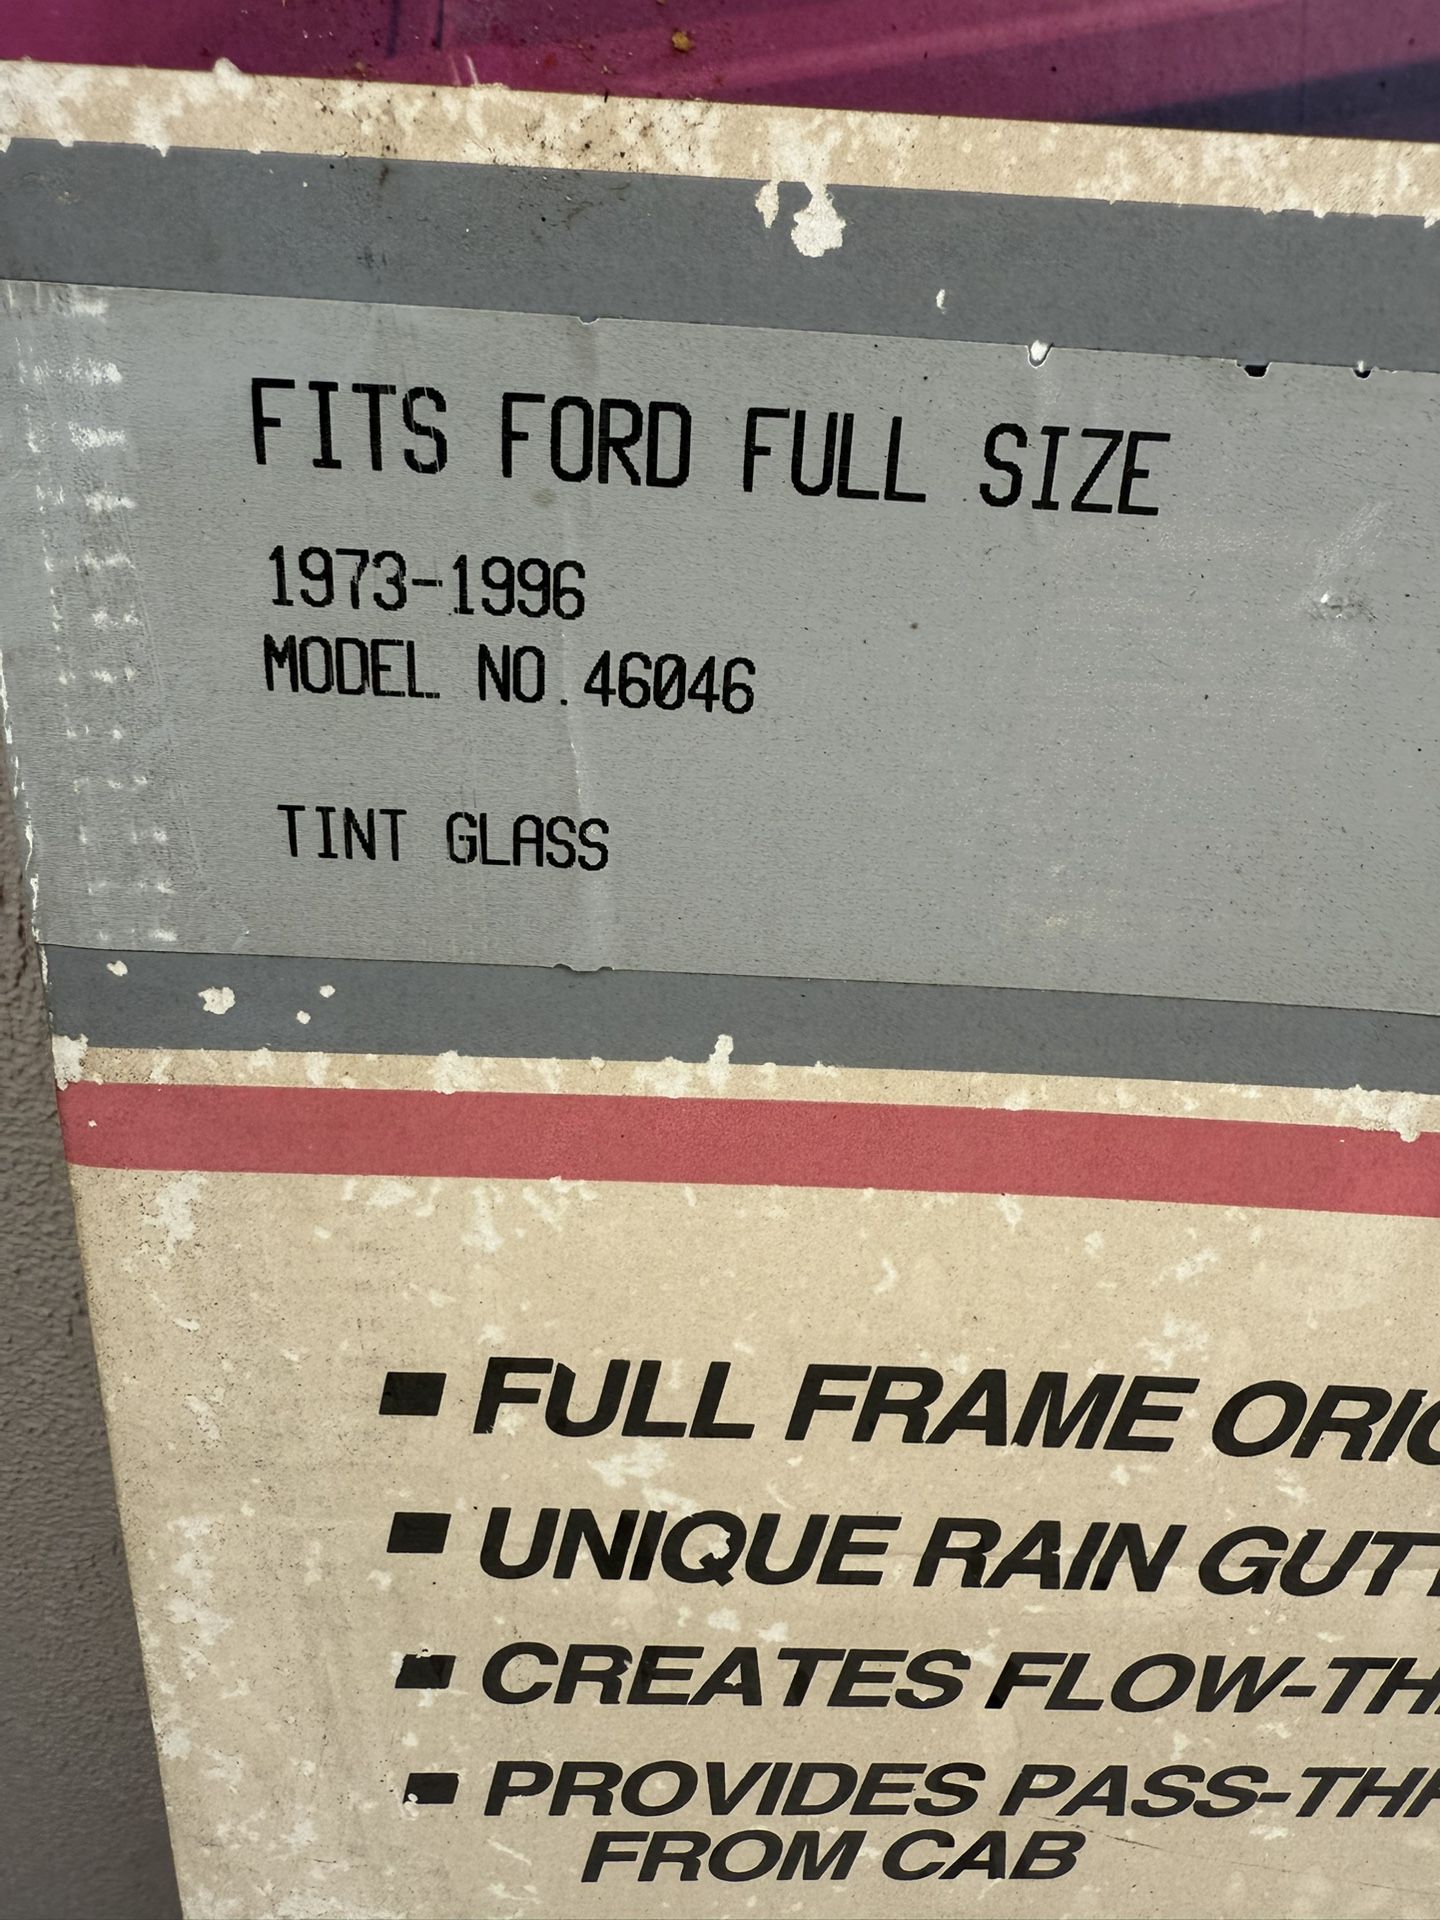 FITS FORD FULL SIZE
1973-1996
MODEL NO.46046
TINT GLASS
▪ FULL FRAME
▪ UNIQUE RAIN
▪ CREATES
▪ PROVIDES
FROM CAB